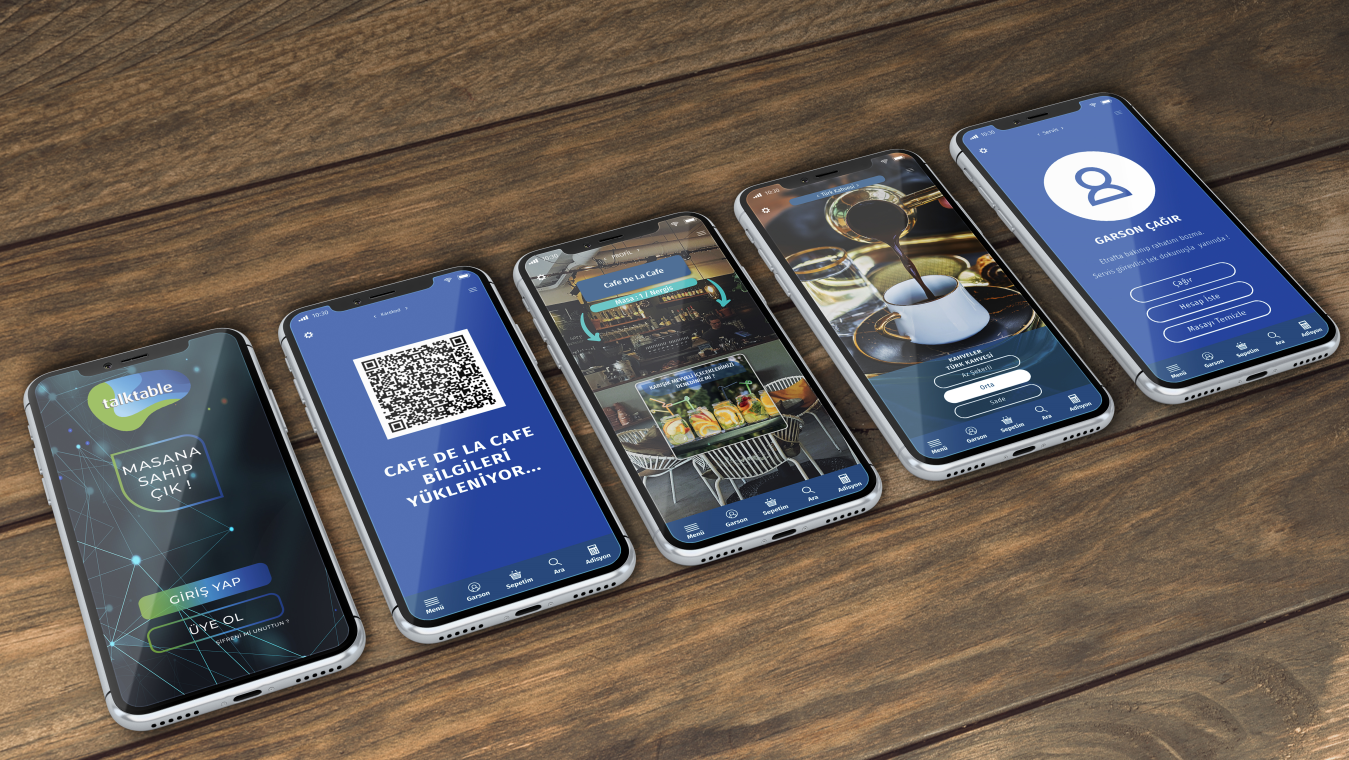 talktable
MASANA
SAHİP
ÇIK !
GİRİŞ YAP
ÜYE OL
ŞİFRENİ Mİ UNUTTUN ?
10:30
‹ Karekod ›
CAFE DE LA CAFE
BİLGİLERİ
YÜKLENİYOR...
Menü Garson Sepetim Ara Adisyon
10:30
PROFİL ›
Cafe De La Cafe
Masa : 1 / Nergis
KARIŞIK MEYVELİ İÇECEKLERİMİZİ
DENEDİNİZ Mİ ?
Menü Garson Sepetim Ara Adisyon
10:30
‹ Türk Kahvesi ›
KAHVELER
TÜRK KAHVESİ
Az Şekerli
Orta
Sade
Menü Garson Sepetim Ara Adisyon
10:30
‹ Servis ›
GARSON ÇAĞIR
Etrafta bakınıp rahatını bozma.
Servis görevlisi tek dokunuşla yanında !
Çağır
Hesap İste
Masayı Temizle
Menü Garson Sepetim Ara Adisyon